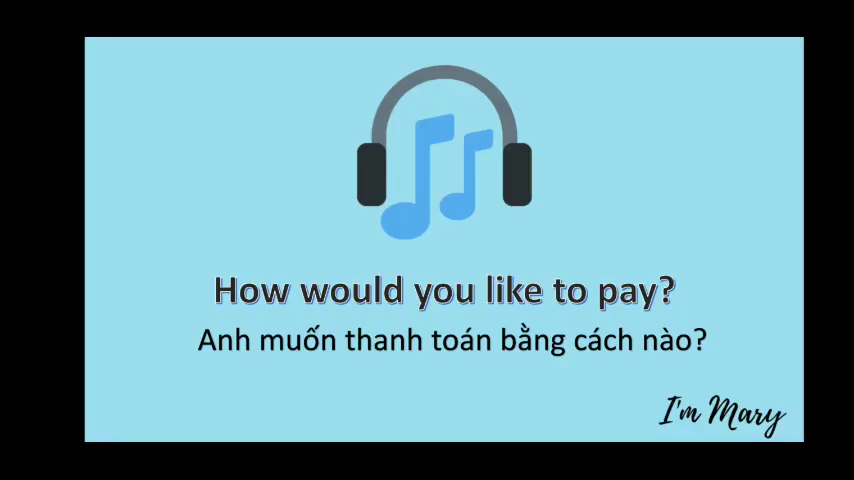 How would you like to pay?
Anh muốn thanh toán bằng cách nào?
I'm Mary